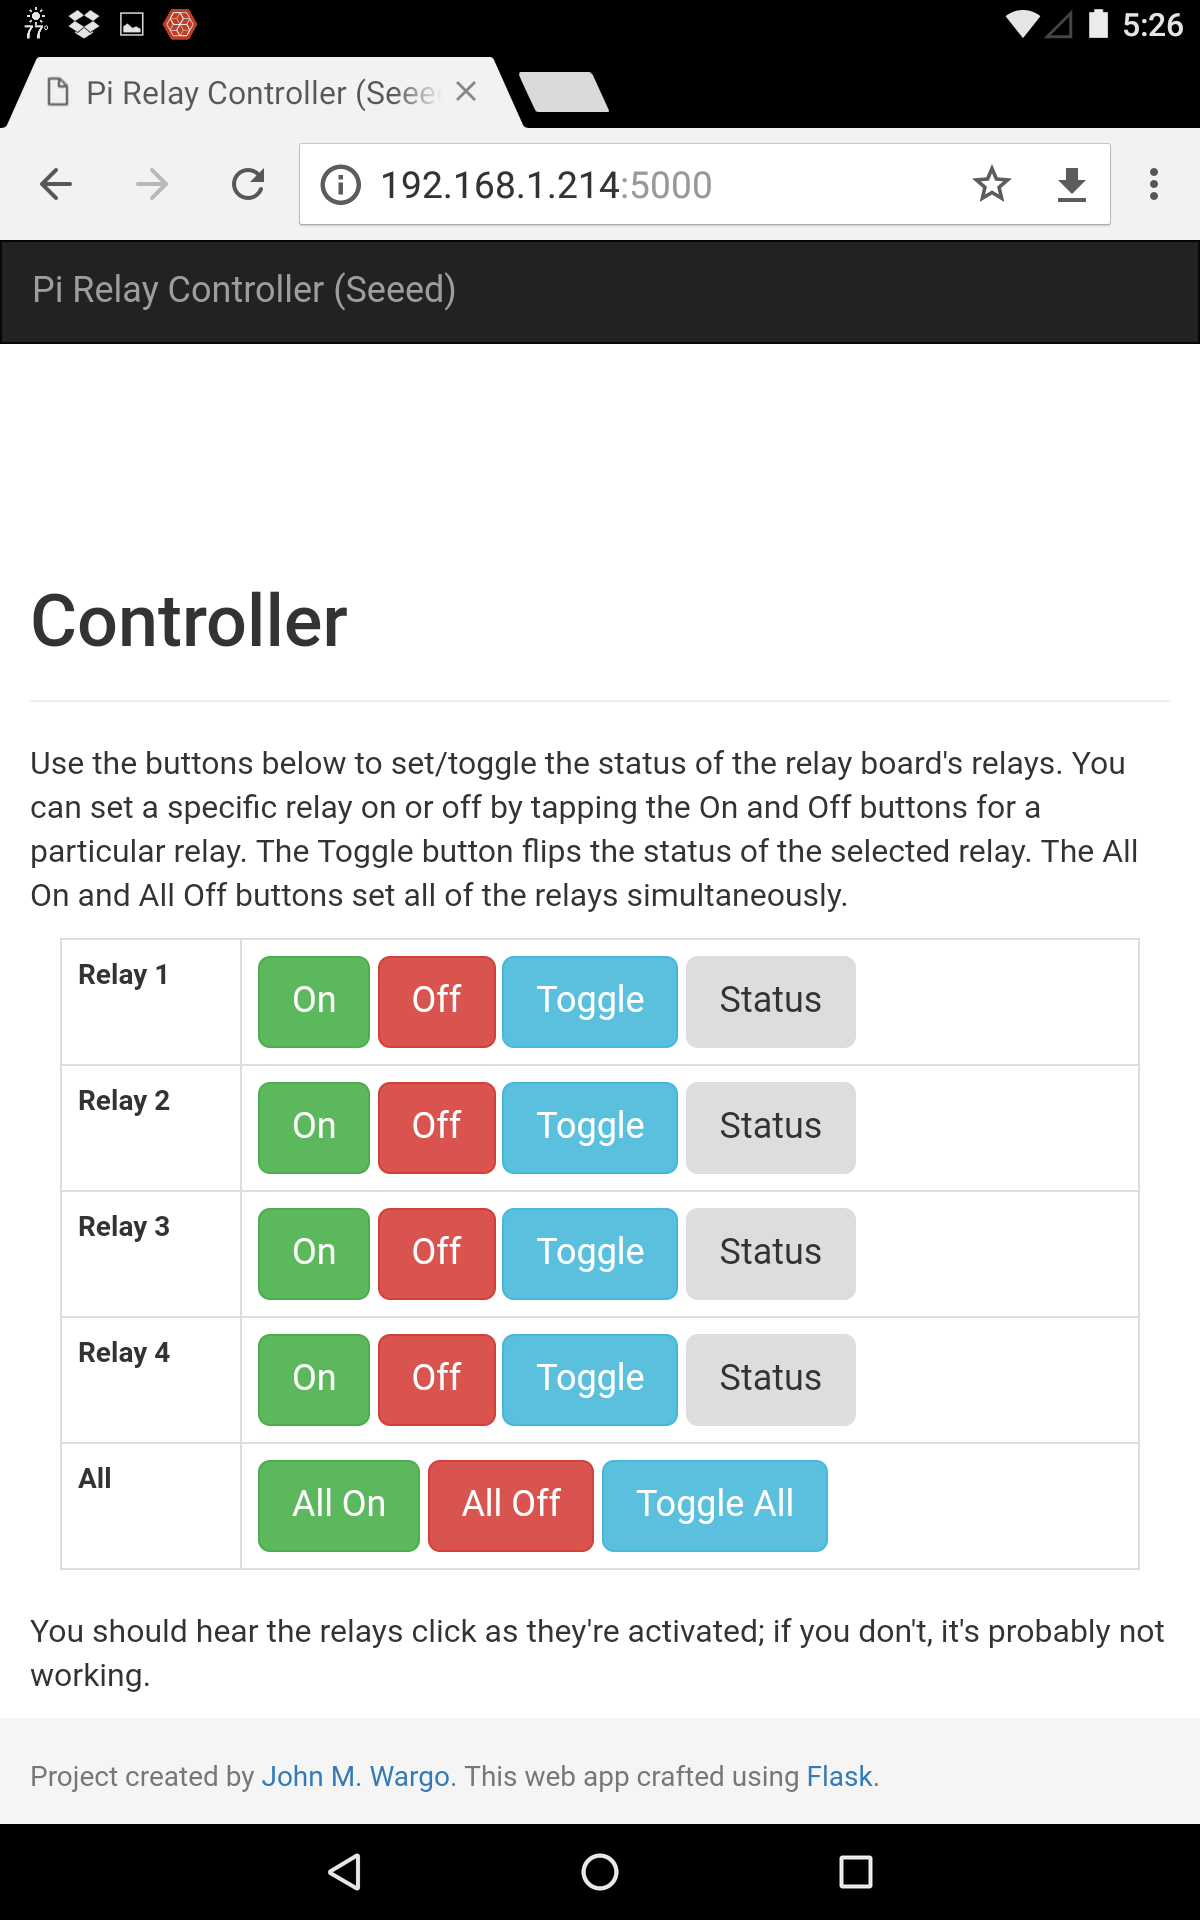 77°
5:26
Pi Relay Controller (Seee
192.168.1.214:5000
Pi Relay Controller (Seeed)
Controller
Use the buttons below to set/toggle the status of the relay board's relays. You
can set a specific relay on or off by tapping the On and Off buttons for a
particular relay. The Toggle button flips the status of the selected relay. The All
On and All Off buttons set all of the relays simultaneously.
Relay 1 On Off Toggle Status
Relay 2 On Off Toggle Status
Relay 3 On Off Toggle Status
Relay 4 On Off Toggle Status
All All On All Off Toggle All
You should hear the relays click as they're activated; if you don't, it's probably not
working.
Project created by John M. Wargo. This web app crafted using Flask.